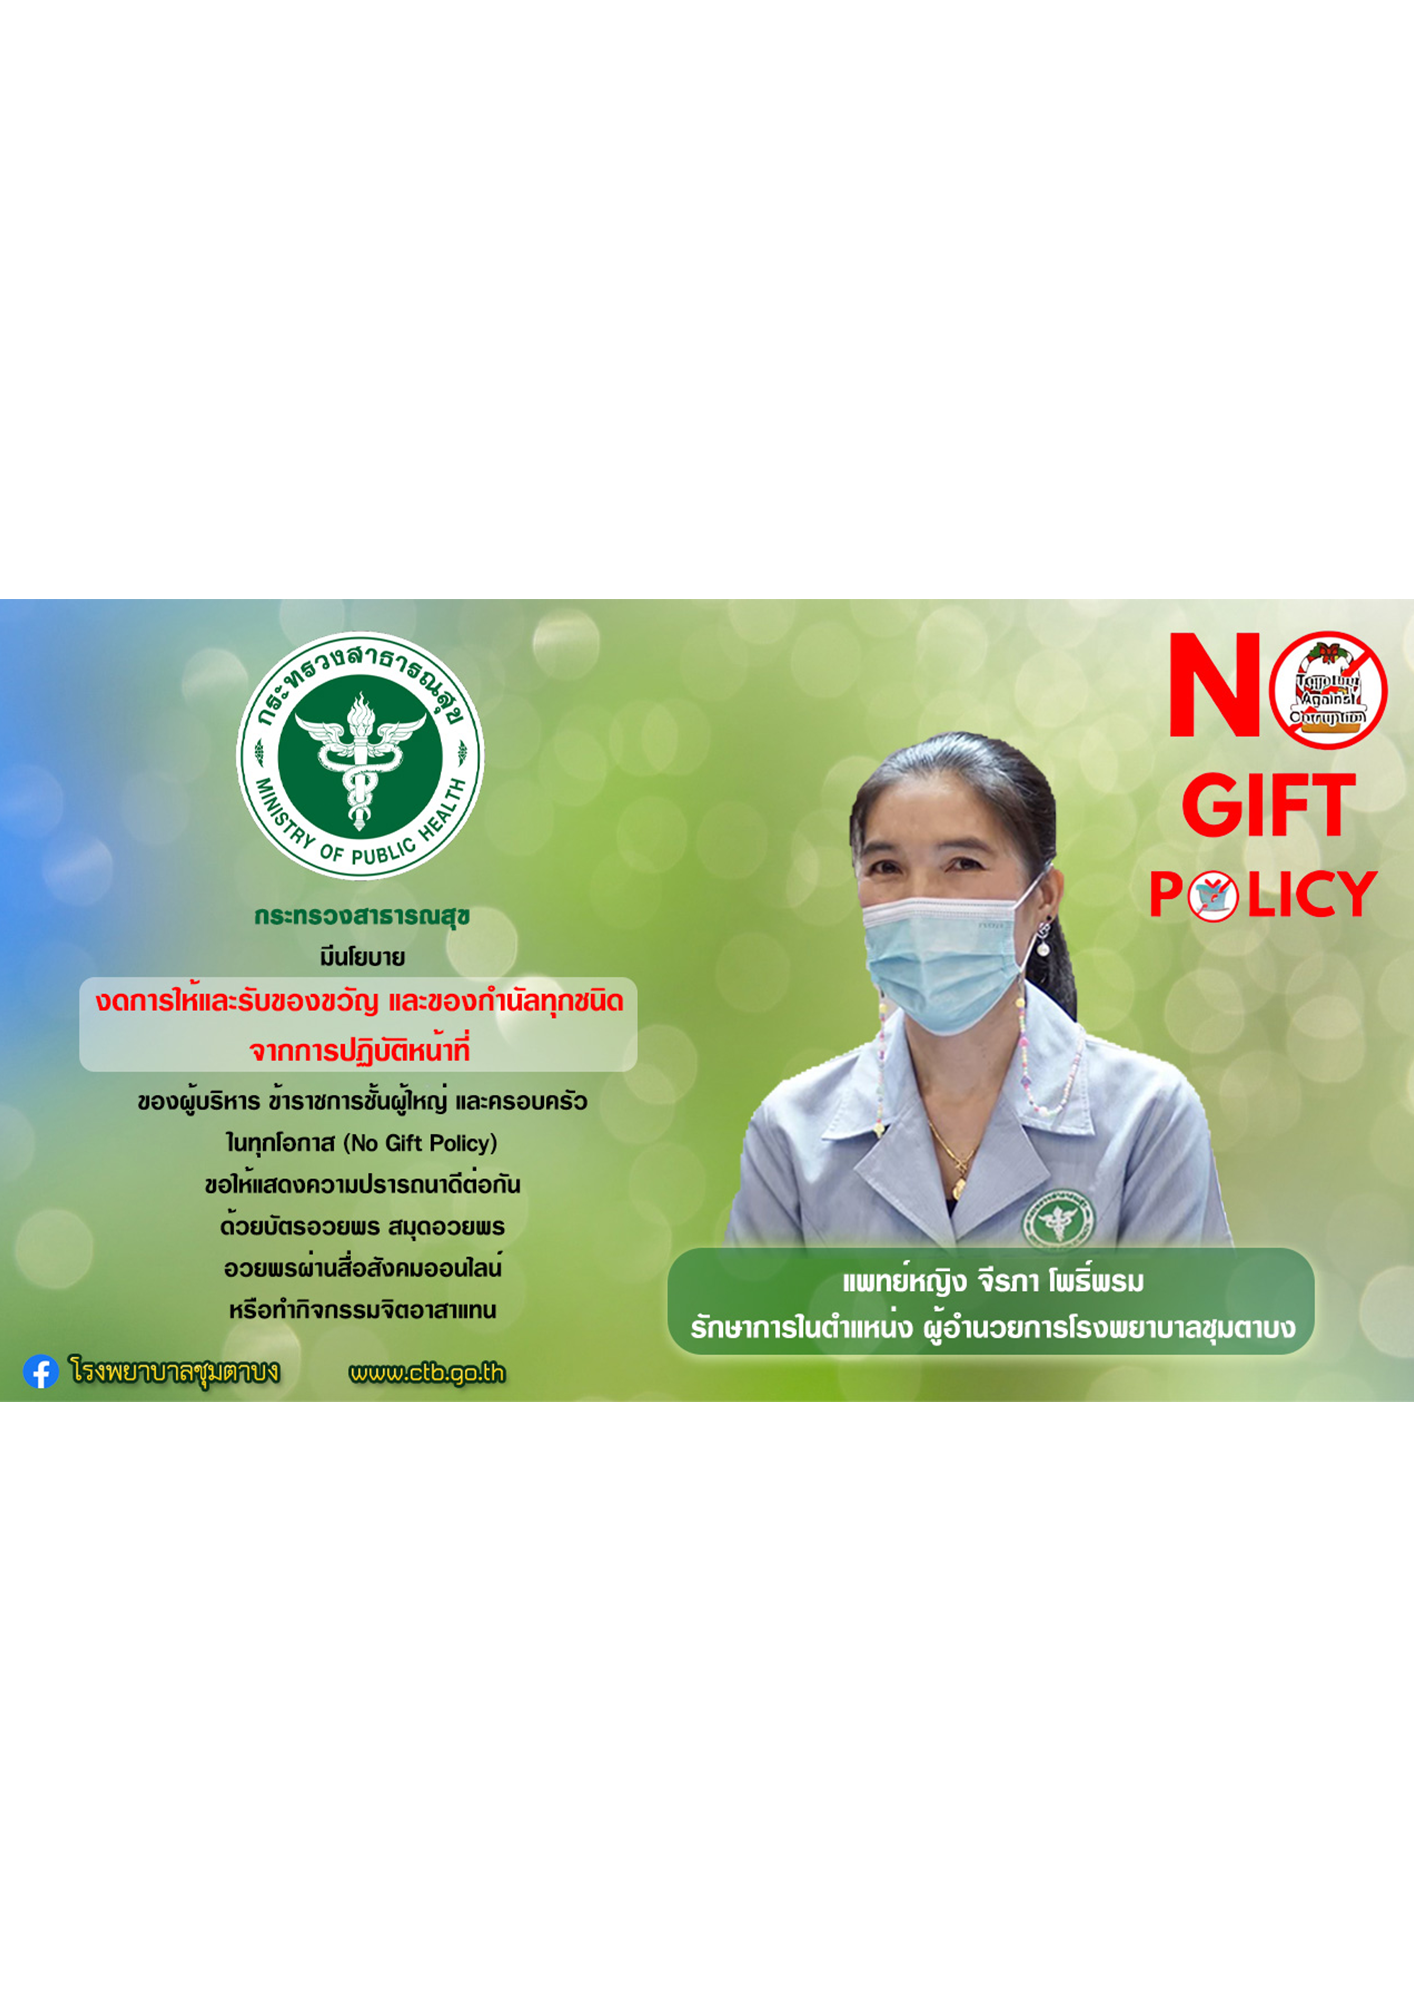 กระทรวงสาธารณสุข
MINISTRY OF PUBLIC HEALTH
กระทรวงสาธารณสุข
มีนโยบาย
งดการให้และรับของขวัญ และของกำนัลทุกชนิด
จากการปฏิบัติหน้าที่
ของผู้บริหาร ข้าราชการชั้นผู้ใหญ่ และครอบครัว
ในทุกโอกาส (No Gift Policy)
ขอให้แสดงความปรารถนาดีต่อกัน
ด้วยบัตรอวยพร สมุดอวยพร
อวยพรผ่านสื่อสังคมออนไลน์
หรือทำกิจกรรมจิตอาสาแทน
โรงพยาบาลชุมตาบง
www.ctb.go.th
NO
Together
Against
Corruption
GIFT
POLICY
แพทย์หญิง จีรภา โพธิ์พรม
รักษาการในตำแหน่ง ผู้อำนวยการโรงพยาบาลชุมตาบง